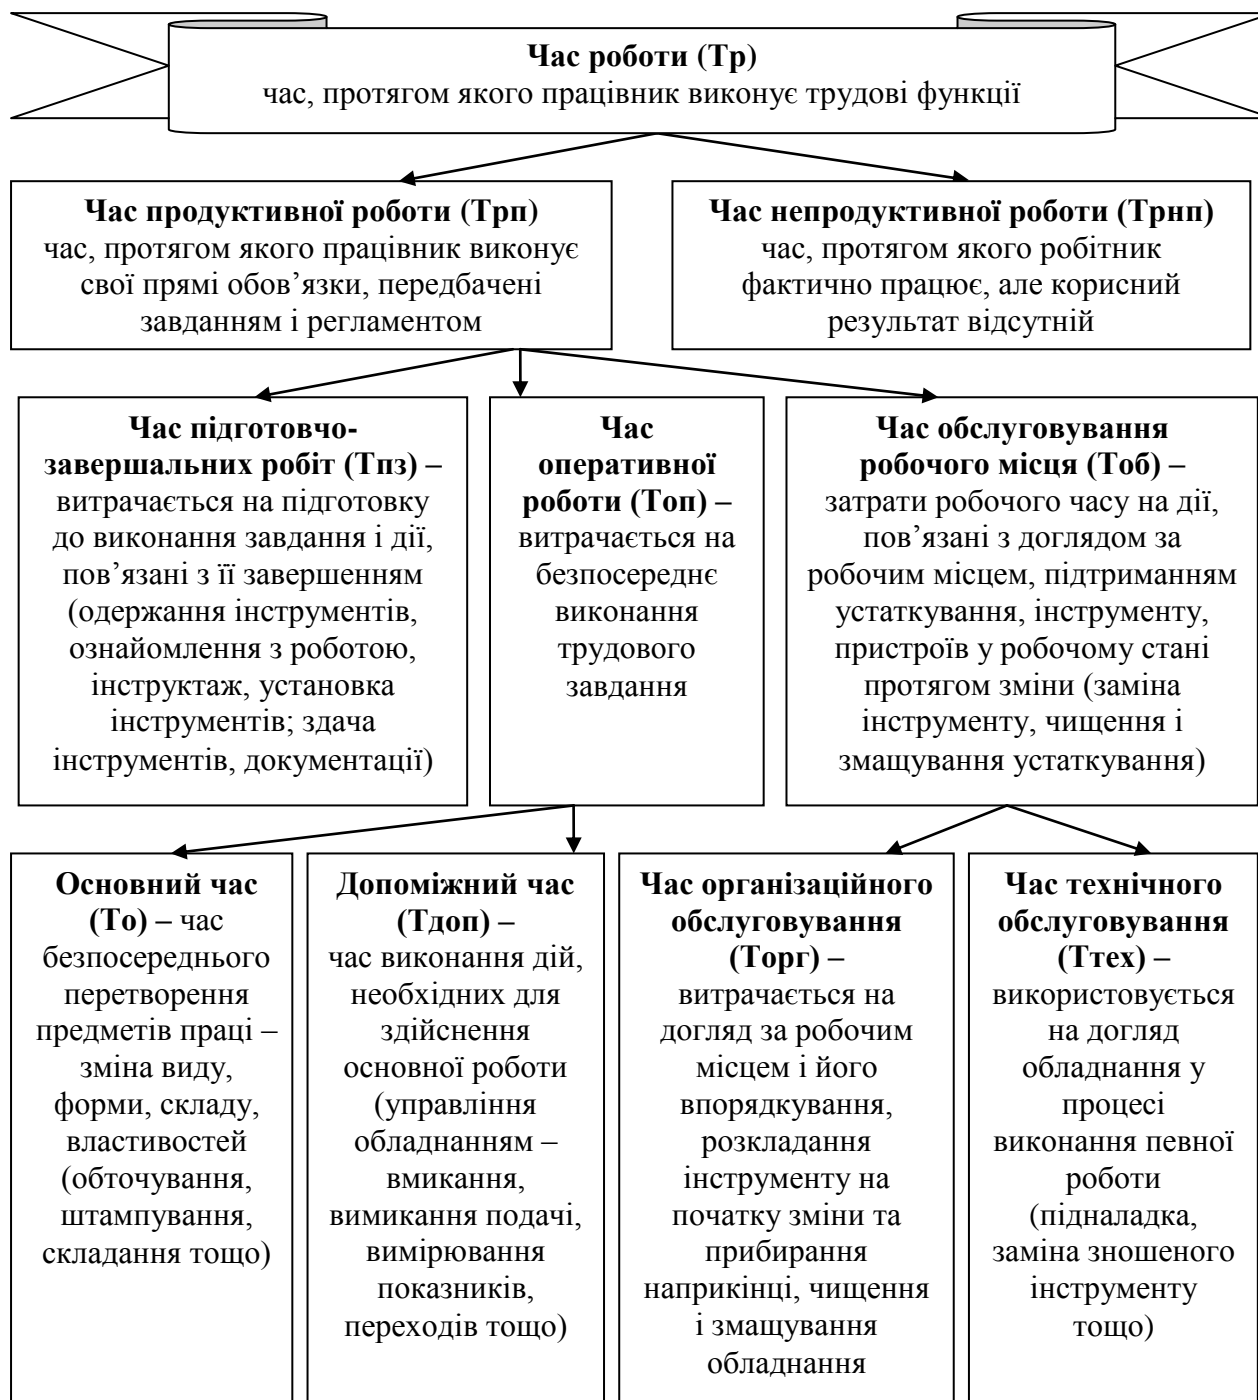 Час роботи (Тр)
час, протягом якого працівник виконує трудові функції
Час продуктивної роботи (Трп)
час, протягом якого працівник виконує
свої прямі обов’язки, передбачені
завданням і регламентом
Час непродуктивної роботи (Трнп)
час, протягом якого робітник
фактично працює, але корисний
результат відсутній
Час підготовчо-
завершальних робіт (Тпз) –
витрачається на підготовку
до виконання завдання і дії,
пов’язані з її завершенням
(одержання інструментів,
ознайомлення з роботою,
інструктаж, установка
інструментів; здача
інструментів, документації)
Час
оперативної
роботи (Топ) –
витрачається на
безпосереднє
виконання
трудового
завдання
Час обслуговування
робочого місця (Тоб) –
затрати робочого часу на дії,
пов’язані з доглядом за
робочим місцем, підтриманням
устаткування, інструменту,
пристроїв у робочому стані
протягом зміни (заміна
інструменту, чищення і
змащування устаткування)
Основний час
(То) – час
безпосереднього
перетворення
предметів праці –
зміна виду,
форми, складу,
властивостей
(обточування,
штампування,
складання тощо)
Допоміжний час
(Тдоп) –
час виконання дій,
необхідних для
здійснення
основної роботи
(управління
обладнанням –
вмикання,
вимикання подачі,
вимірювання
показників,
переходів тощо)
Час організаційного
обслуговування
(Торг) –
витрачається на
догляд за робочим
місцем і його
впорядкування,
розкладання
інструменту на
початку зміни та
прибирання
наприкінці, чищення
і змащування
обладнання
Час технічного
обслуговування
(Ттех) –
використовується
на догляд
обладнання у
процесі
виконання певної
роботи
(підналадка,
заміна зношеного
інструменту
тощо)